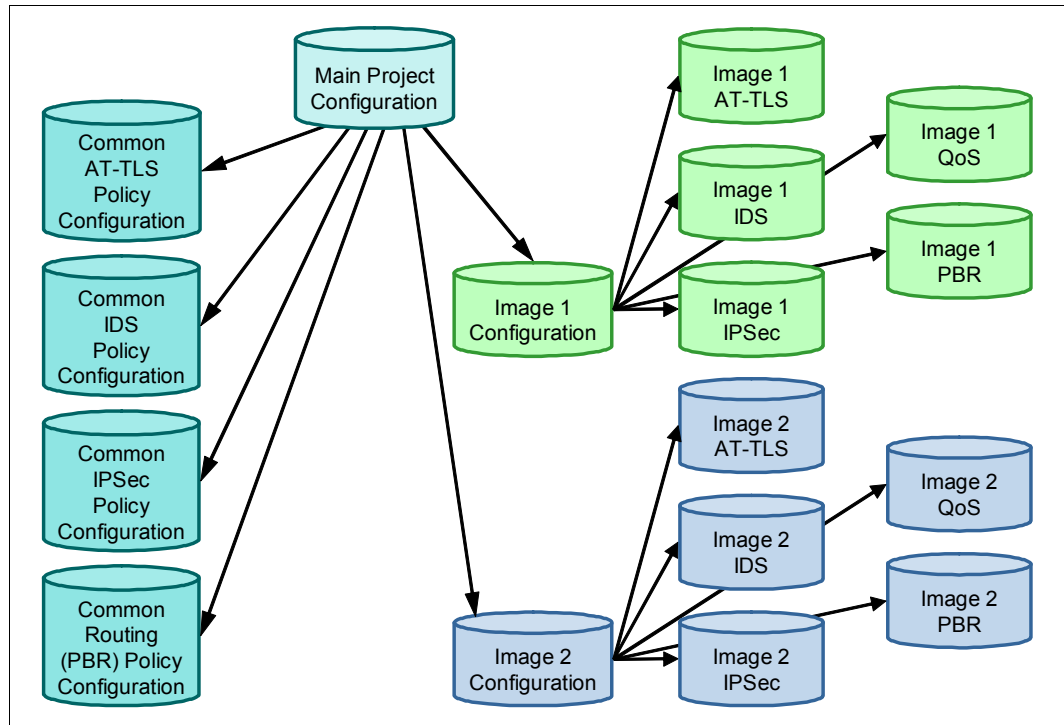 Main Project
Configuration
Common
AT-TLS
Policy
Configuration
Common
IDS
Policy
Configuration
Common
IPSec
Policy
Configuration
Common
Routing
(PBR) Policy
Configuration
Image 1
Configuration
Image 1
AT-TLS
Image 1
IDS
Image 1
IPSec
Image 1
QoS
Image 1
PBR
Image 2
Configuration
Image 2
AT-TLS
Image 2
IDS
Image 2
IPSec
Image 2
QoS
Image 2
PBR